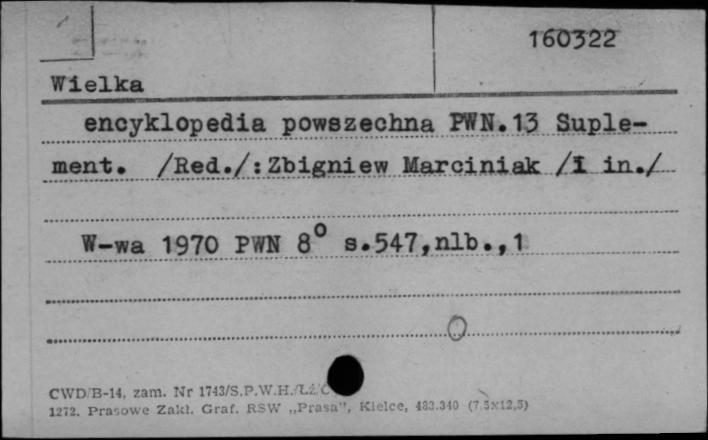 160322
Wielka
encyklopedia powszechna PWN.13 Suple-
ment. /Red./:Zbigniew Marciniak /I in./
W-wa 1970 PWN 8° s.547,nlb.,1
CWD/B-14, zam. Nr 1743/S.P.W.H./Łż/
1272. Prasowe Zakł. Graf. RSW „Prasa", Kielce, 483.340 (7,5x12,5)